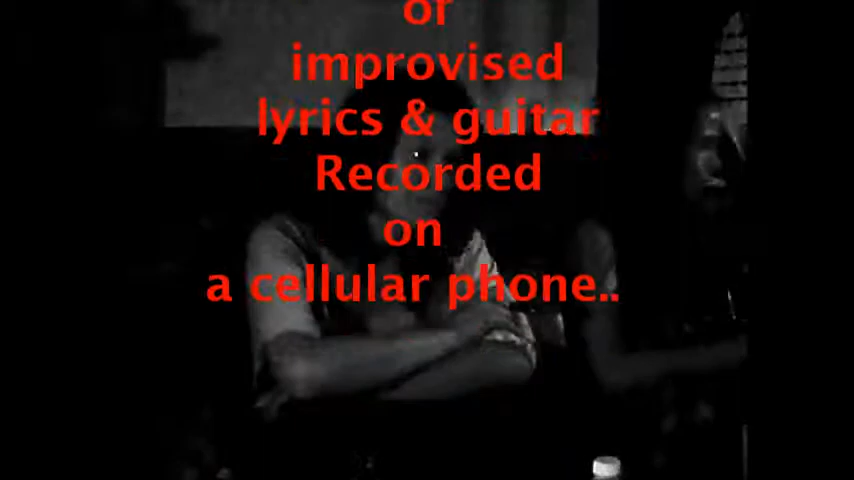 of
improvised
lyrics & guitar
Recorded
on
a cellular phone..